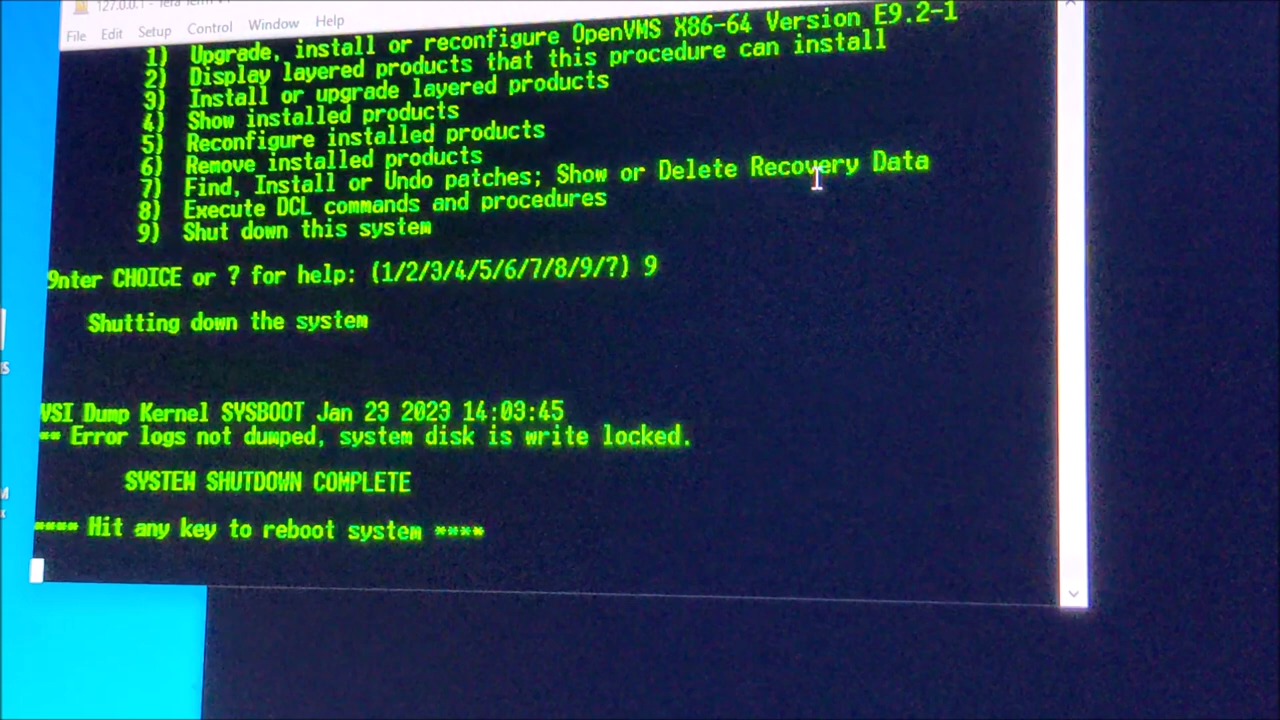 127.0.0.1 - Tera Term
File Edit Setup Control Window Help
1) Upgrade, install or reconfigure OpenVMS X86-64 Version E9.2-1
2) Display layered products that this procedure can install
3) Install or upgrade layered products
4) Show installed products
5) Reconfigure installed products
6) Remove installed products
7) Find, Install or Undo patches; Show or Delete Recovery Data
8) Execute DCL commands and procedures
9) Shut down this system
9nter CHOICE or ? for help: (1/2/3/4/5/6/7/8/9/?) 9
Shutting down the system
VSI Dump Kernel SYSBOOT Jan 23 2023 14:03:45
** Error logs not dumped, system disk is write locked.
SYSTEM SHUTDOWN COMPLETE
**** Hit any key to reboot system ****